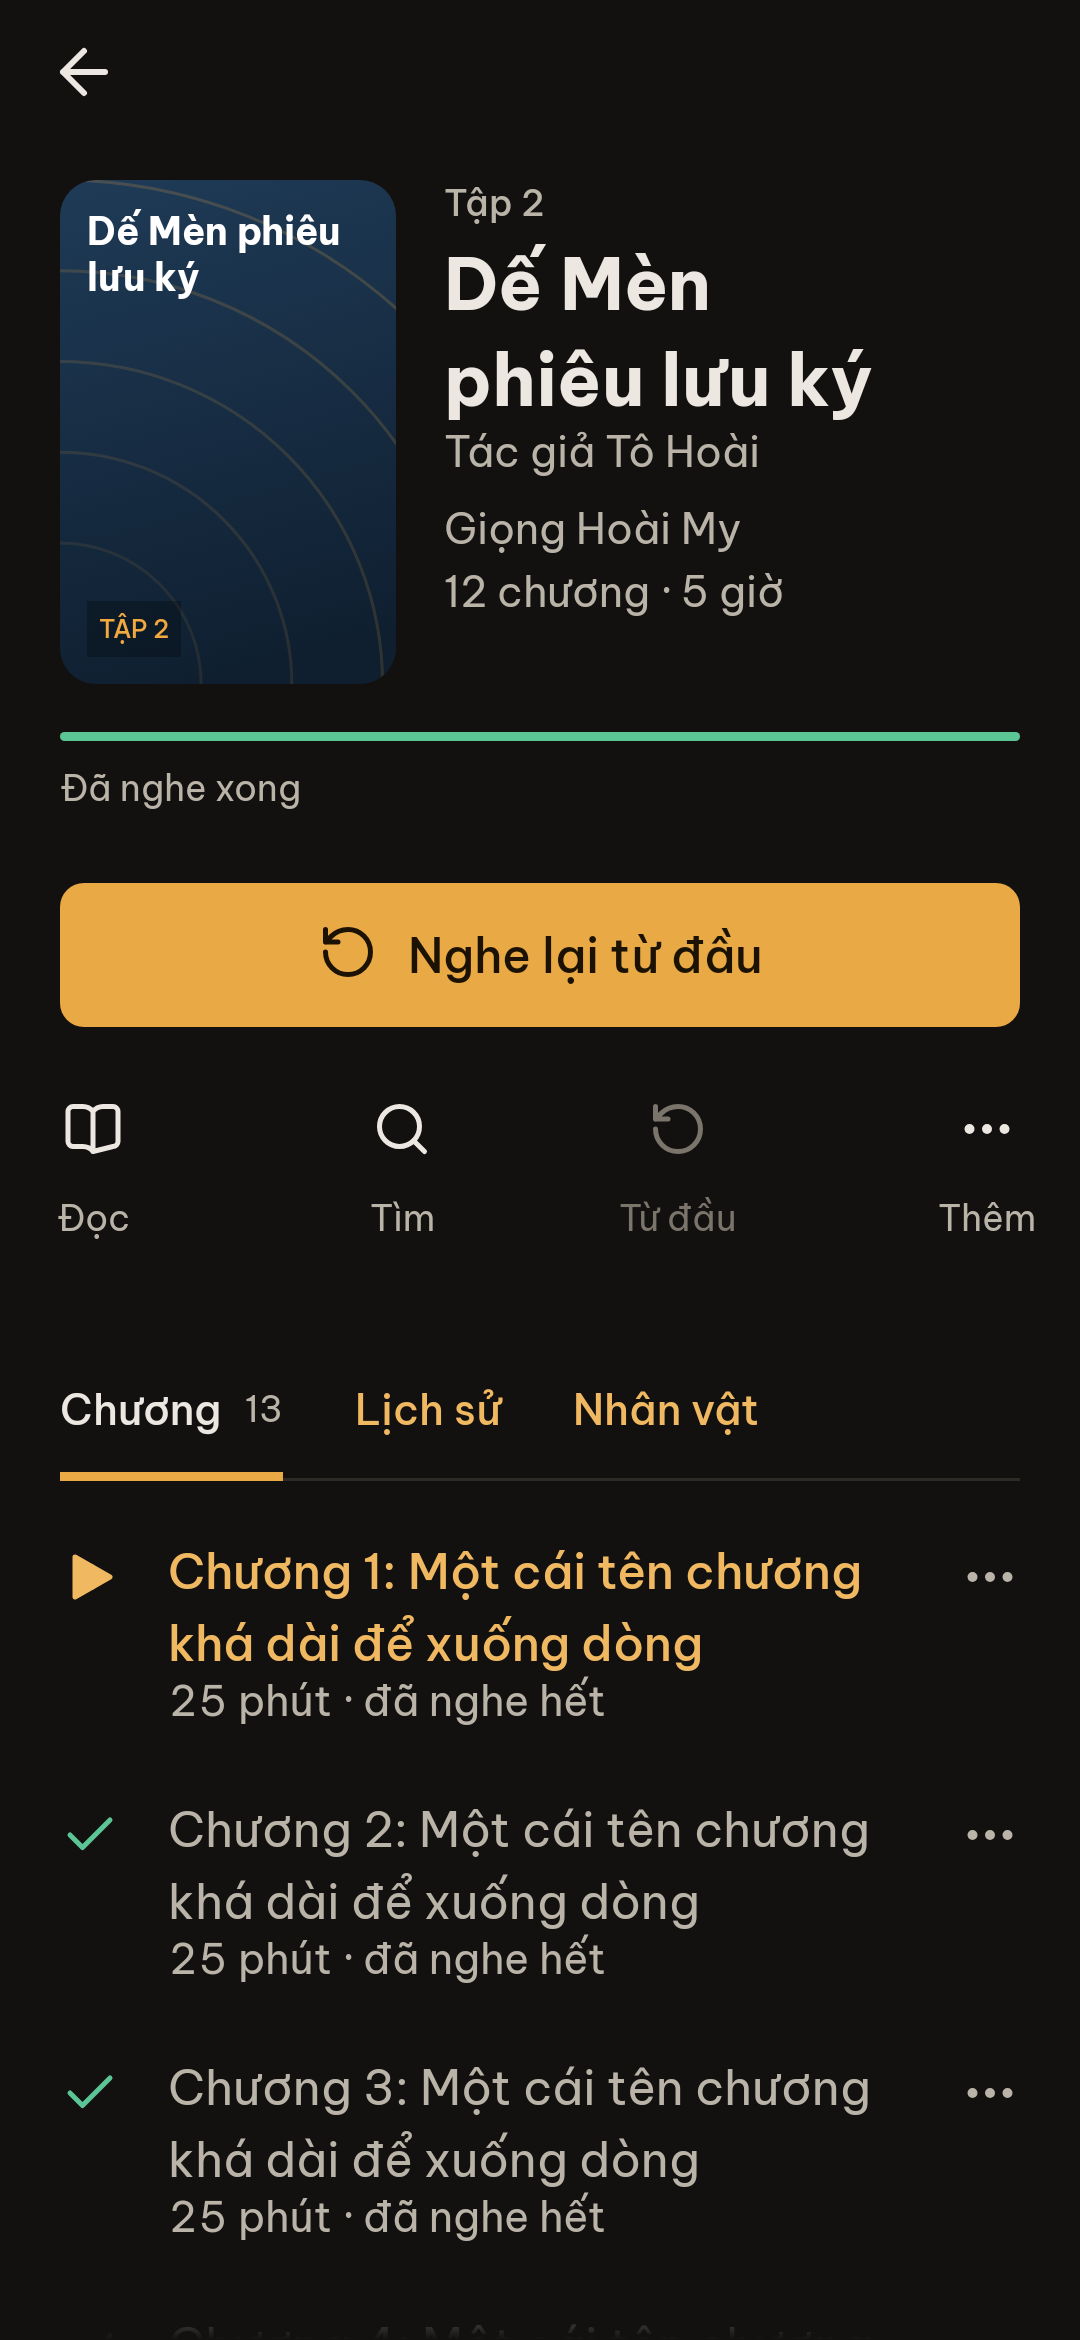 Dế Mèn phiêu
lưu ký
TẬP 2
Tập 2
Dế Mèn
phiêu lưu ký
Tác giả Tô Hoài
Giọng Hoài My
12 chương · 5 giờ
Đã nghe xong
Nghe lại từ đầu
Đọc
Tìm
Từ đầu
Thêm
Chương 13
Lịch sử
Nhân vật
Chương 1: Một cái tên chương
khá dài để xuống dòng
25 phút · đã nghe hết
Chương 2: Một cái tên chương
khá dài để xuống dòng
25 phút · đã nghe hết
Chương 3: Một cái tên chương
khá dài để xuống dòng
25 phút · đã nghe hết